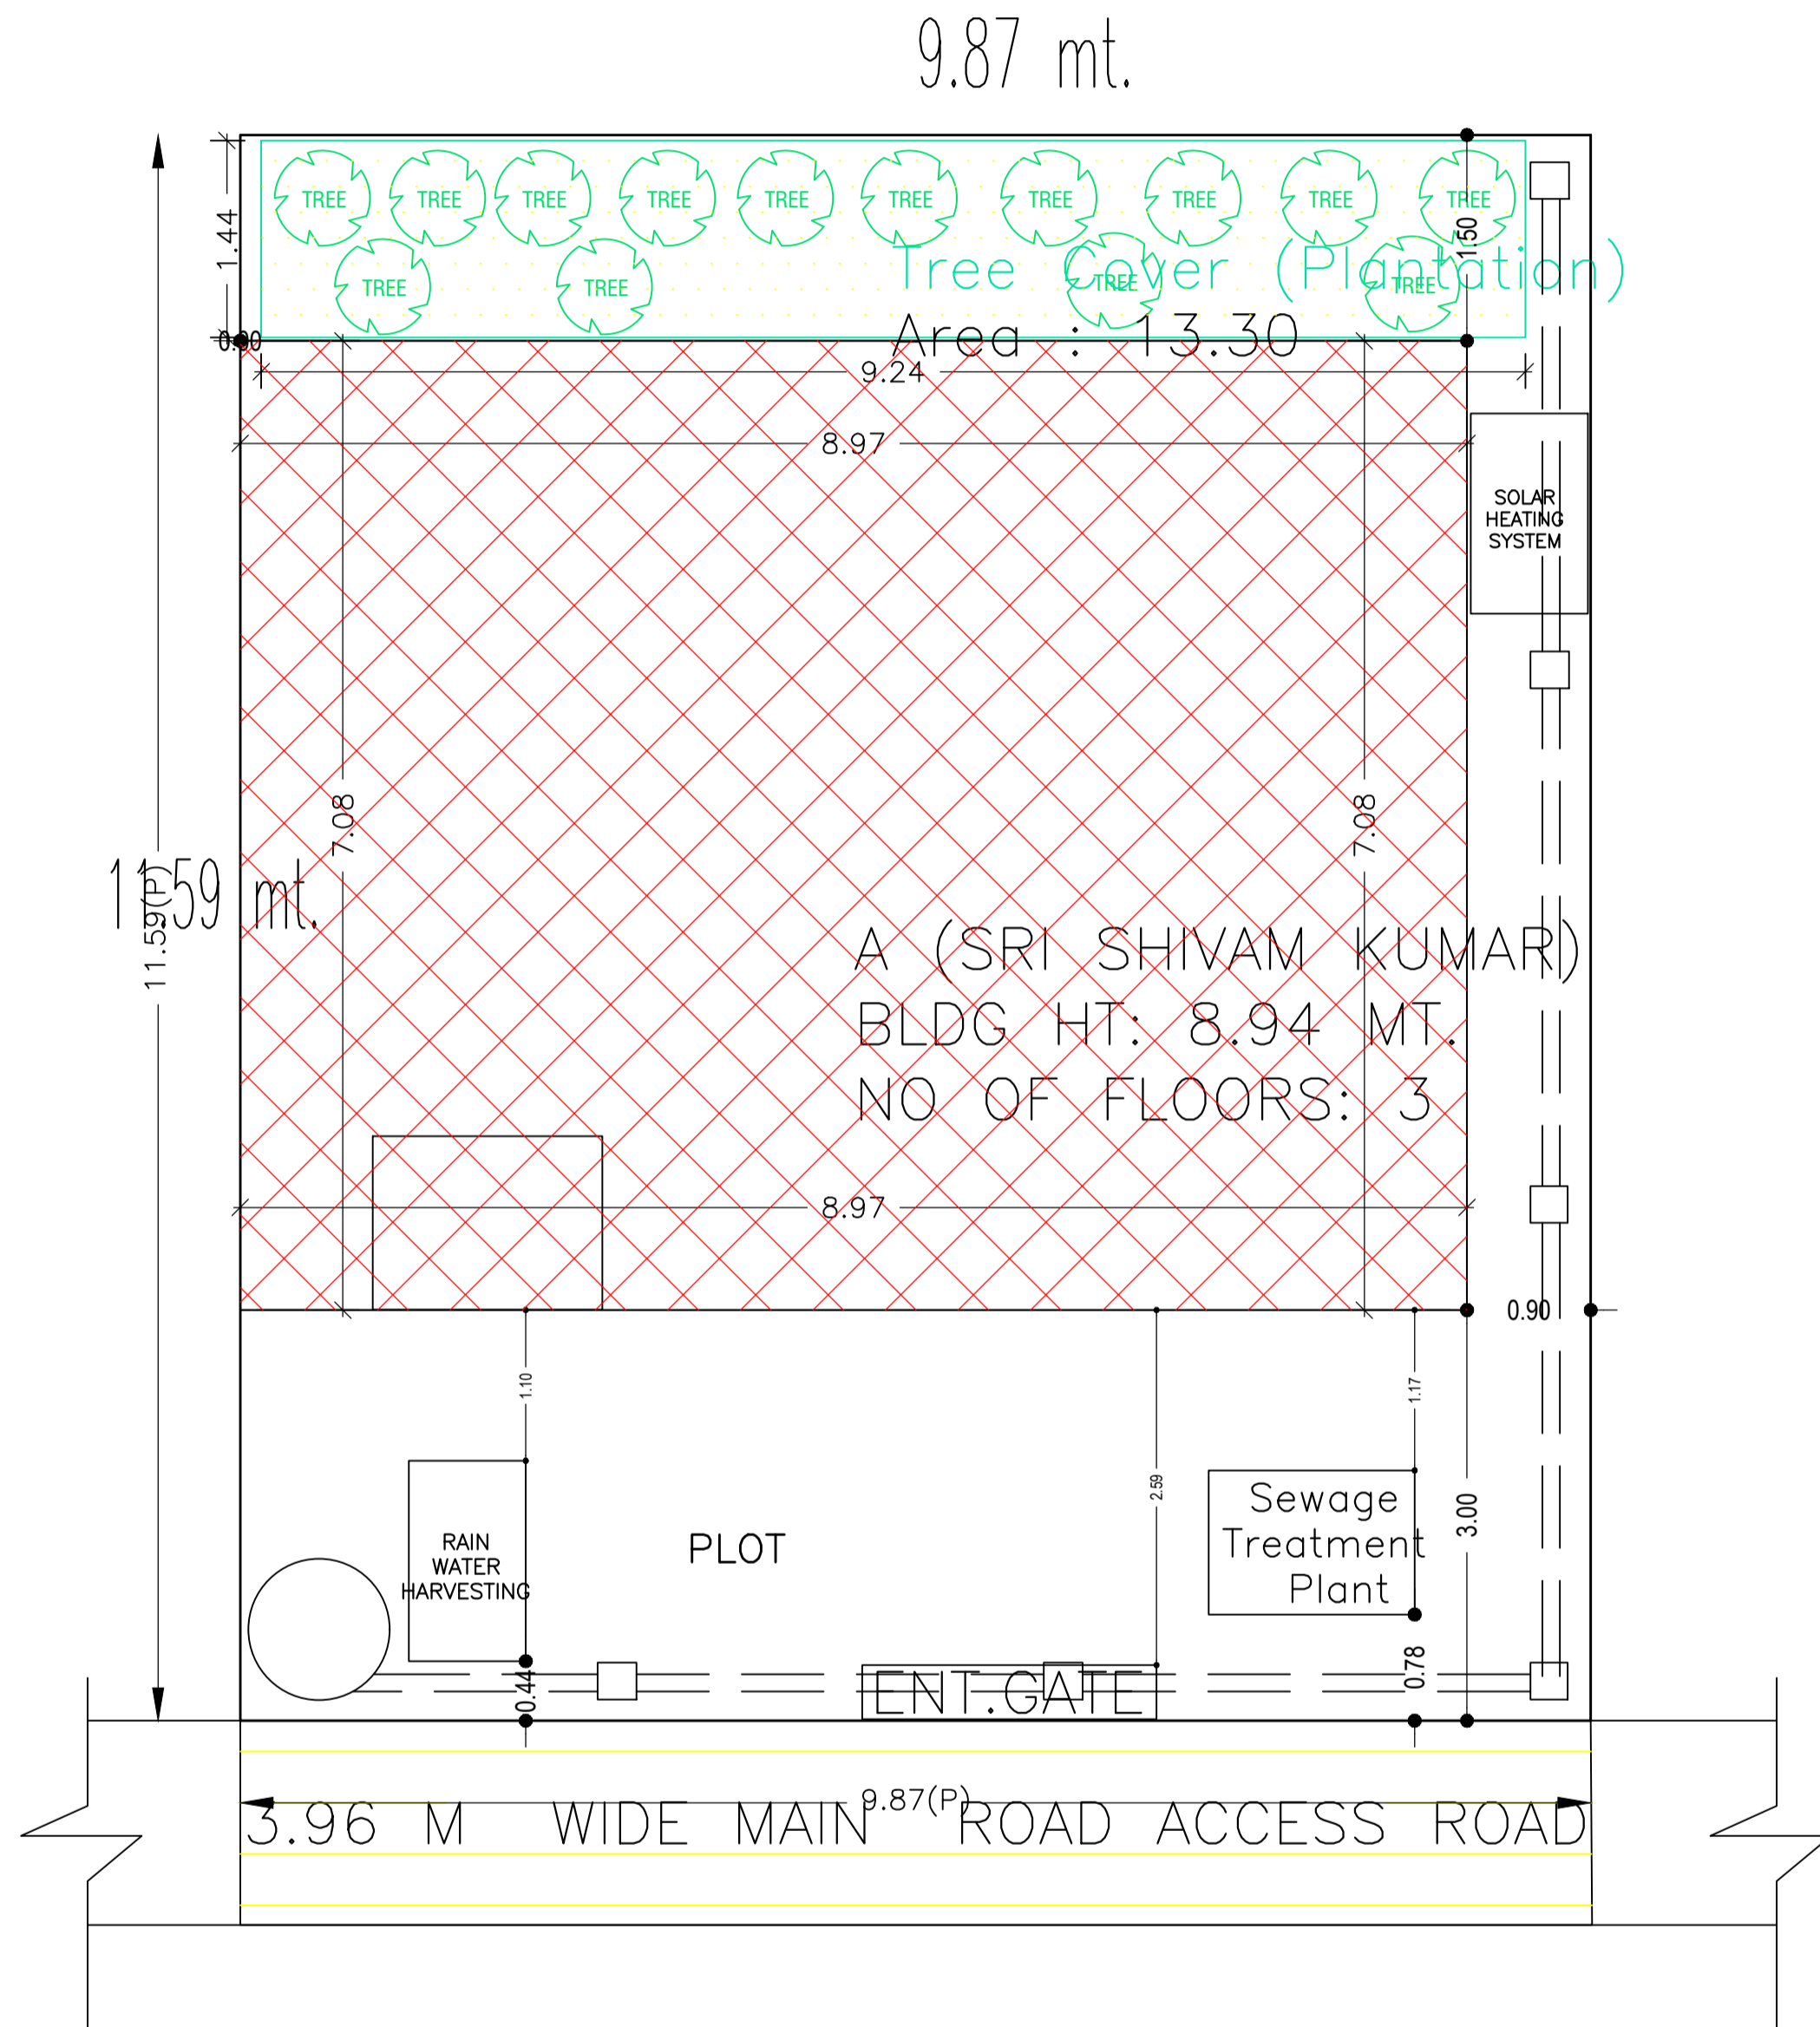 9.87 mt.
TREE TREE TREE TREE TREE TREE TREE TREE TREE TREE
1.44
1.50
Tree Cover (Plantation)
TREE TREE TREE TREE
Area : 13.30
9.24
8.97
SOLAR
HEATING
SYSTEM
7.08
7.08
11.59 mt.
11.59(P)
A (SRI SHIVAM KUMAR)
BLDG HT: 8.94 MT.
NO OF FLOORS: 3
8.97
0.90
1.10
1.17
2.59
3.00
RAIN
WATER
HARVESTING
PLOT
Sewage
Treatment
Plant
0.44
0.78
ENT.GATE
9.87(P)
3.96 M WIDE MAIN ROAD ACCESS ROAD